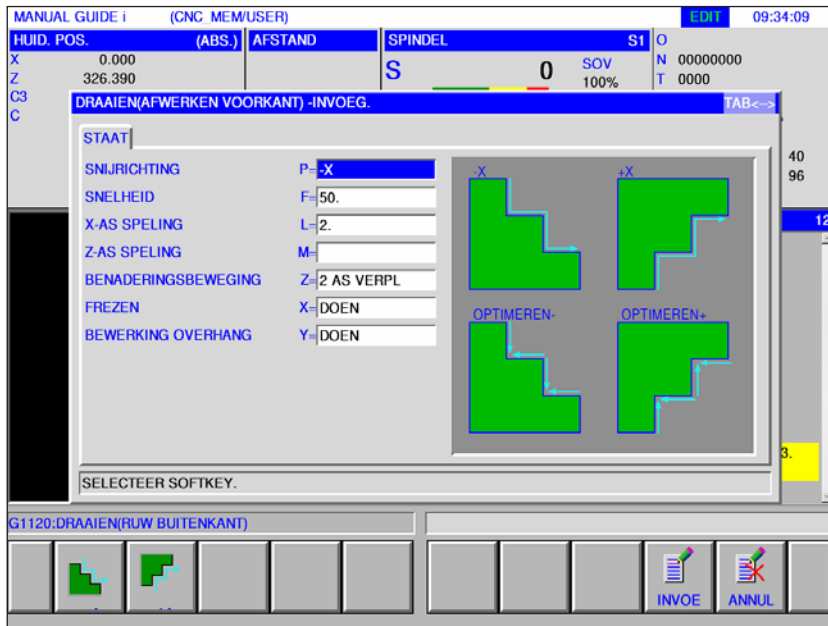 MANUAL GUIDE i (CNC_MEM/USER) EDIT 09:34:09
HUID. POS. (ABS.) AFSTAND SPINDEL S1 O
X 0.000 N 00000000
Z 326.390 S 0 SOV 100% T 0000
C3
C
DRAAIEN(AFWERKEN VOORKANT) -INVOEG. TAB<-->
STAAT
SNIJRICHTING P=-X
SNELHEID F=50.
X-AS SPELING L=2.
Z-AS SPELING M=
BENADERINGSBEWEGING Z=2 AS VERPL
FREZEN X=DOEN
BEWERKING OVERHANG Y=DOEN
-X +X
OPTIMEREN- OPTIMEREN+
40
96
12
3.
SELECTEER SOFTKEY.
G1120:DRAAIEN(RUW BUITENKANT)
INVOE ANNUL